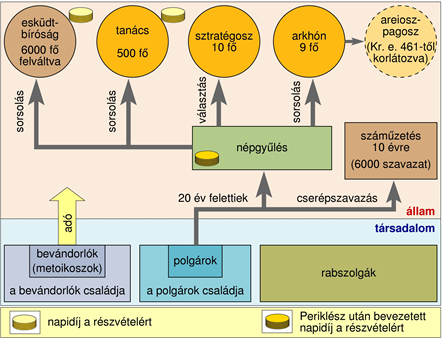 esküdt-
bíróság
6000 fő
felváltva
tanács
500 fő
sztratégosz
10 fő
arkhón
9 fő
areiosz-
pagosz
(Kr. e. 461-től
korlátozva)
sorsolás
sorsolás
választás
sorsolás
népgyűlés
száműzetés
10 évre
(6000 szavazat)
20 év felettiek
cserépszavazás
adó
állam
társadalom
bevándorlók
(metoikoszok)
a bevándorlók családja
polgárok
a polgárok családja
rabszolgák
napidíj a részvételért
Periklész után bevezetett
napidíj a részvételért